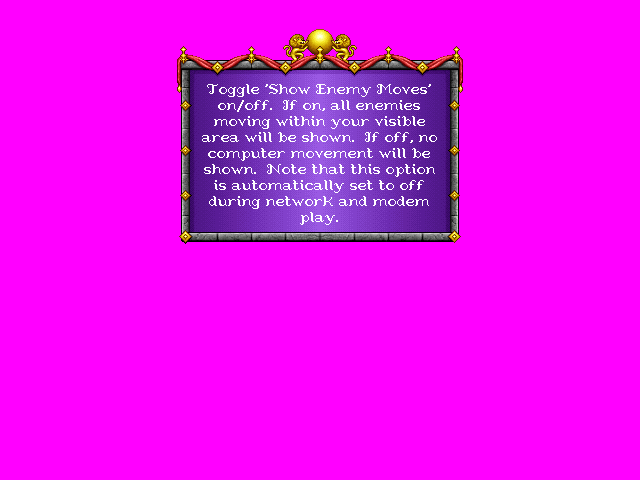 Toggle 'Show Enemy Moves'
on/off. If on, all enemies
moving within your visible
area will be shown. If off, no
computer movement will be
shown. Note that this option
is automatically set to off
during network and modem
play.